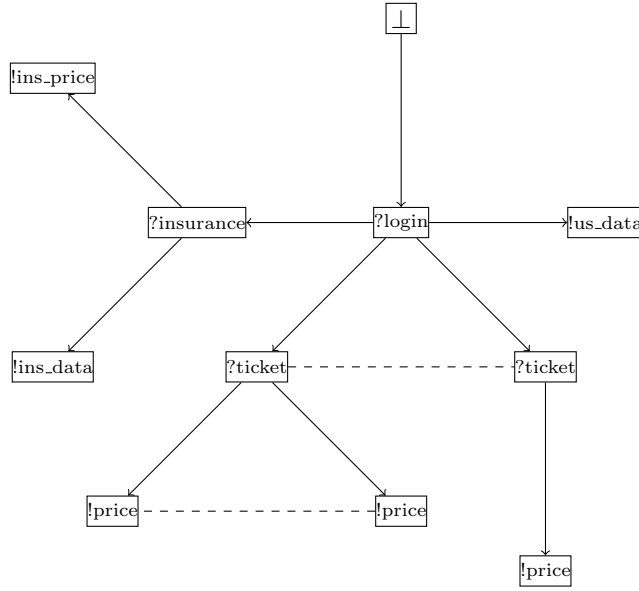 ⊥
!ins_price
?insurance
?login
!us_data
!ins_data
?ticket
?ticket
!price
!price
!price